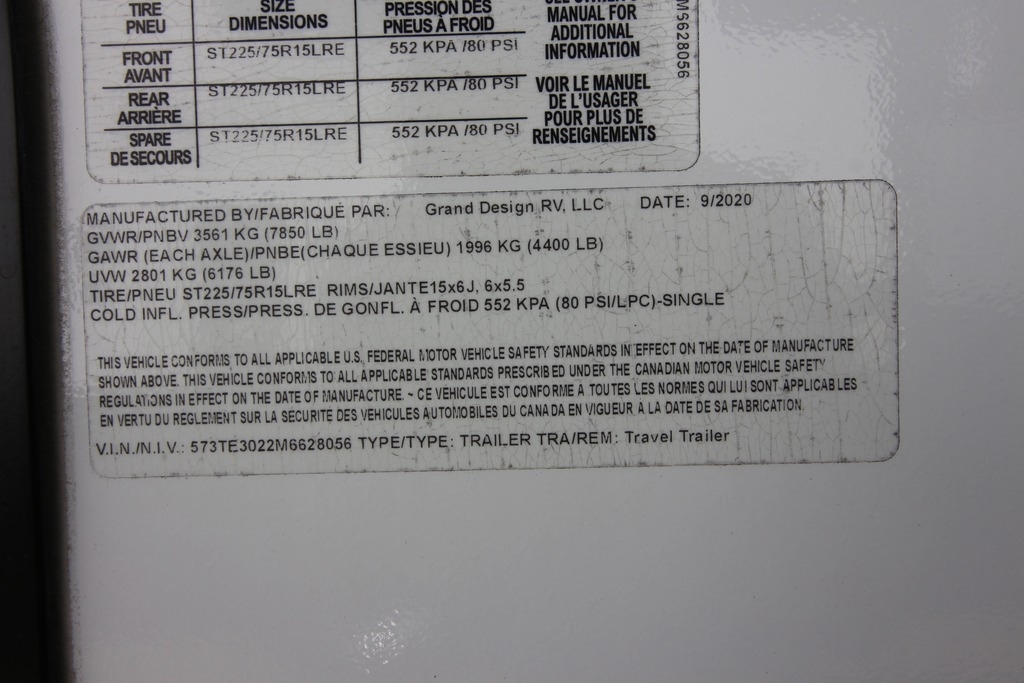 TIRE
PNEU
SIZE
DIMENSIONS
PRESSION DES
PNEUS À FROID
MANUAL FOR
ADDITIONAL
INFORMATION
FRONT
AVANT
ST225/75R15LRE
552 KPA /80 PSI
REAR
ARRIÈRE
ST225/75R15LRE
552 KPA /80 PSI
SPARE
DE SECOURS
ST225/75R15LRE
552 KPA /80 PSI
VOIR LE MANUEL
DE L'USAGER
POUR PLUS DE
RENSEIGNEMENTS
M6628056
MANUFACTURED BY/FABRIQUÉ PAR: Grand Design RV, LLC DATE: 9/2020
GVWR/PNBV 3561 KG (7850 LB)
GAWR (EACH AXLE)/PNBE(CHAQUE ESSIEU) 1996 KG (4400 LB)
UVW 2801 KG (6176 LB)
TIRE/PNEU ST225/75R15LRE RIMS/JANTE15x6J, 6x5.5
COLD INFL. PRESS/PRESS. DE GONFL. À FROID 552 KPA (80 PSI/LPC)-SINGLE
THIS VEHICLE CONFORMS TO ALL APPLICABLE U.S. FEDERAL MOTOR VEHICLE SAFETY STANDARDS IN EFFECT ON THE DATE OF MANUFACTURE
SHOWN ABOVE. THIS VEHICLE CONFORMS TO ALL APPLICABLE STANDARDS PRESCRIBED UNDER THE CANADIAN MOTOR VEHICLE SAFETY
REGULATIONS IN EFFECT ON THE DATE OF MANUFACTURE. ~ CE VEHICULE EST CONFORME A TOUTES LES NORMES QUI LUI SONT APPLICABLES
EN VERTU DU REGLEMENT SUR LA SECURITE DES VEHICULES AUTOMOBILES DU CANADA EN VIGUEUR A LA DATE DE SA FABRICATION.
V.I.N./N.I.V.: 573TE3022M6628056 TYPE/TYPE: TRAILER TRA/REM: Travel Trailer